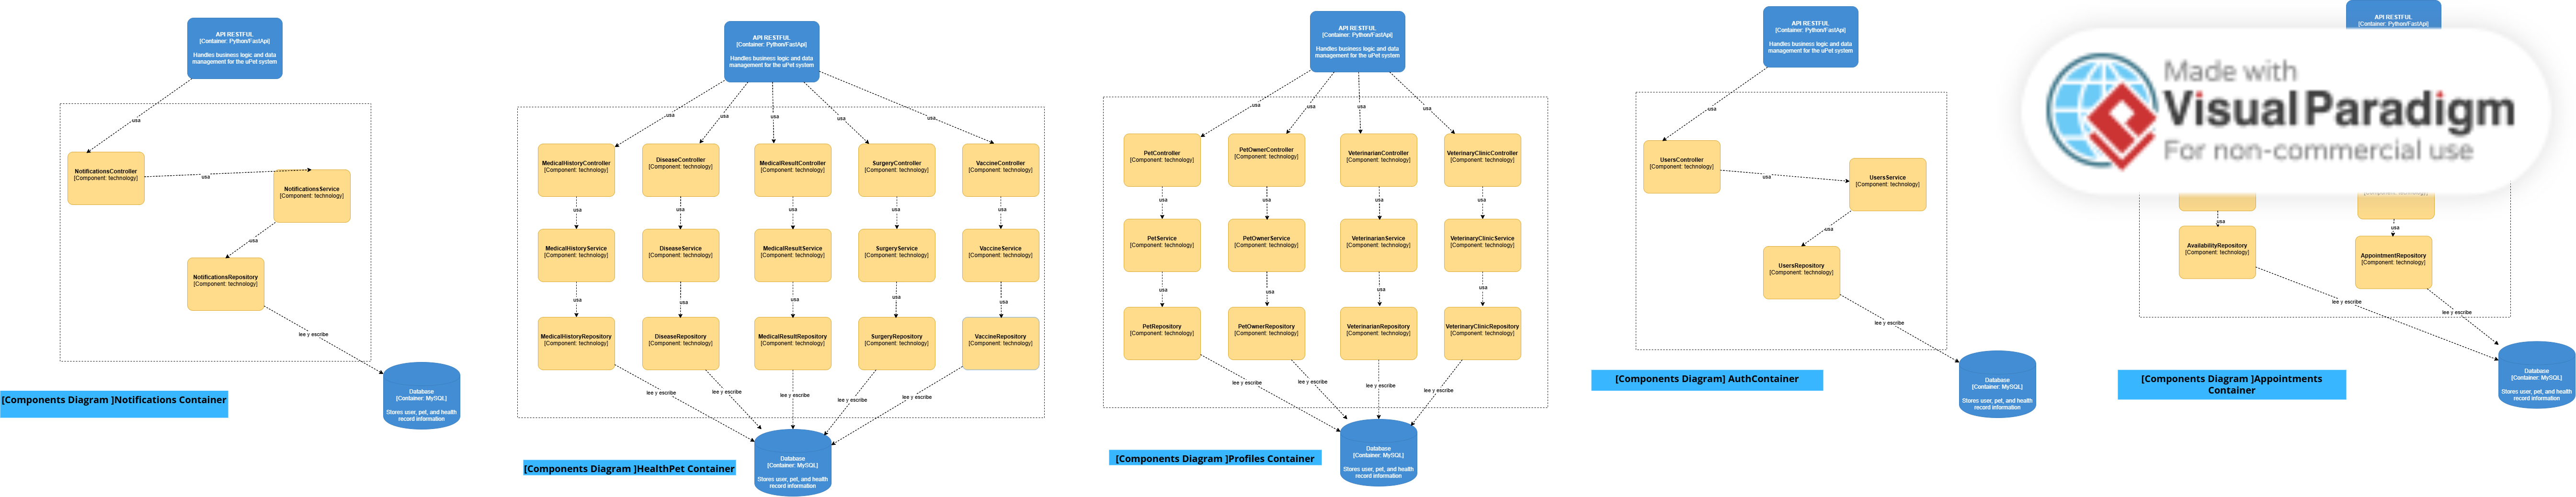 API RESTFUL
[Container: Python/FastApi]
Handles business logic and data
management for the uPet system
usa
NotificationsController
[Component: technology]
usa
NotificationsService
[Component: technology]
usa
NotificationsRepository
[Component: technology]
lee y escribe
Database
[Container: MySQL]
Stores user, pet, and health
record information
[Components Diagram ]Notifications Container
API RESTFUL
[Container: Python/FastApi]
Handles business logic and data
management for the uPet system
usa
usa
usa
usa
usa
MedicalHistoryController
[Component: technology]
DiseaseController
[Component: technology]
MedicalResultController
[Component: technology]
SurgeryController
[Component: technology]
VaccineController
[Component: technology]
usa
usa
usa
usa
usa
MedicalHistoryService
[Component: technology]
DiseaseService
[Component: technology]
MedicalResultService
[Component: technology]
SurgeryService
[Component: technology]
VaccineService
[Component: technology]
usa
usa
usa
usa
usa
MedicalHistoryRepository
[Component: technology]
DiseaseRepository
[Component: technology]
MedicalResultRepository
[Component: technology]
SurgeryRepository
[Component: technology]
VaccineRepository
[Component: technology]
lee y escribe
lee y escribe
lee y escribe
lee y escribe
lee y escribe
Database
[Container: MySQL]
Stores user, pet, and health
record information
[Components Diagram ]HealthPet Container
API RESTFUL
[Container: Python/FastApi]
Handles business logic and data
management for the uPet system
usa
usa
usa
usa
PetController
[Component: technology]
PetOwnerController
[Component: technology]
VeterinarianController
[Component: technology]
VeterinaryClinicController
[Component: technology]
usa
usa
usa
usa
PetService
[Component: technology]
PetOwnerService
[Component: technology]
VeterinarianService
[Component: technology]
VeterinaryClinicService
[Component: technology]
usa
usa
usa
usa
PetRepository
[Component: technology]
PetOwnerRepository
[Component: technology]
VeterinarianRepository
[Component: technology]
VeterinaryClinicRepository
[Component: technology]
lee y escribe
lee y escribe
lee y escribe
lee y escribe
Database
[Container: MySQL]
Stores user, pet, and health
record information
[Components Diagram ]Profiles Container
API RESTFUL
[Container: Python/FastApi]
Handles business logic and data
management for the uPet system
usa
UsersController
[Component: technology]
usa
UsersService
[Component: technology]
usa
UsersRepository
[Component: technology]
lee y escribe
Database
[Container: MySQL]
Stores user, pet, and health
record information
[Components Diagram] AuthContainer
API RESTFUL
[Container: Python/FastApi]
Made with
Visual Paradigm
For non-commercial use
usa
usa
AvailabilityRepository
[Component: technology]
AppointmentRepository
[Component: technology]
lee y escribe
lee y escribe
Database
[Container: MySQL]
Stores user, pet, and health
record information
[Components Diagram ]Appointments
Container